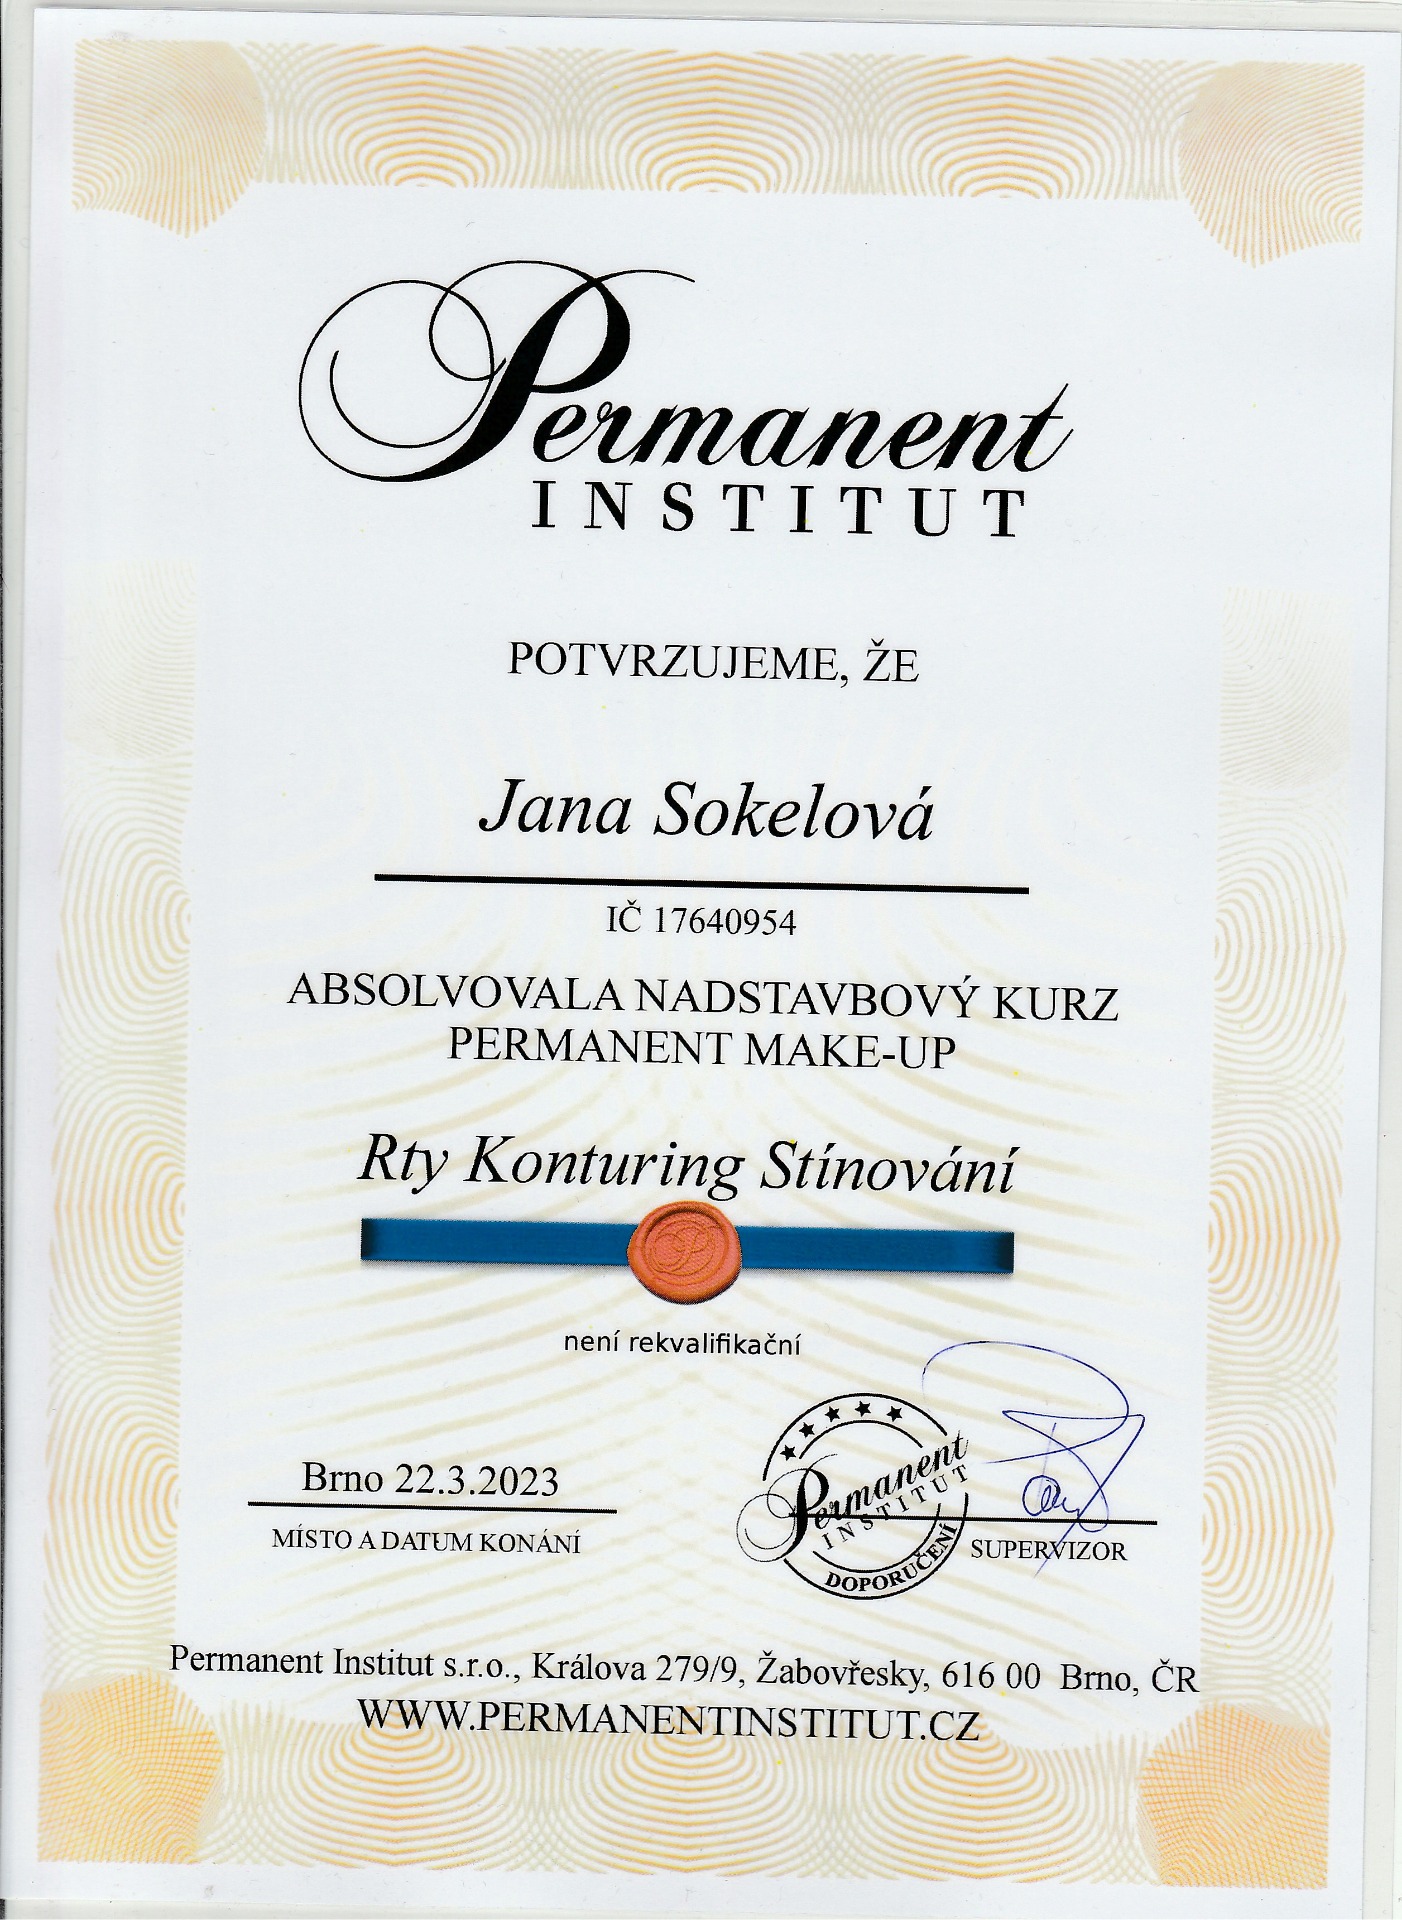 Permanent
INSTITUT
POTVRZUJEME, ŽE
Jana Sokelová
IČ 17640954
ABSOLVOVALA NADSTAVBOVÝ KURZ
PERMANENT MAKE-UP
Rty Konturing Stínování
není rekvalifikační
Brno 22.3.2023
MÍSTO A DATUM KONÁNÍ
Permanent
INSTITUT
DOPORUČENÍ
SUPERVIZOR
Permanent Institut s.r.o., Králova 279/9, Žabovřesky, 616 00 Brno, ČR
WWW.PERMANENTINSTITUT.CZ